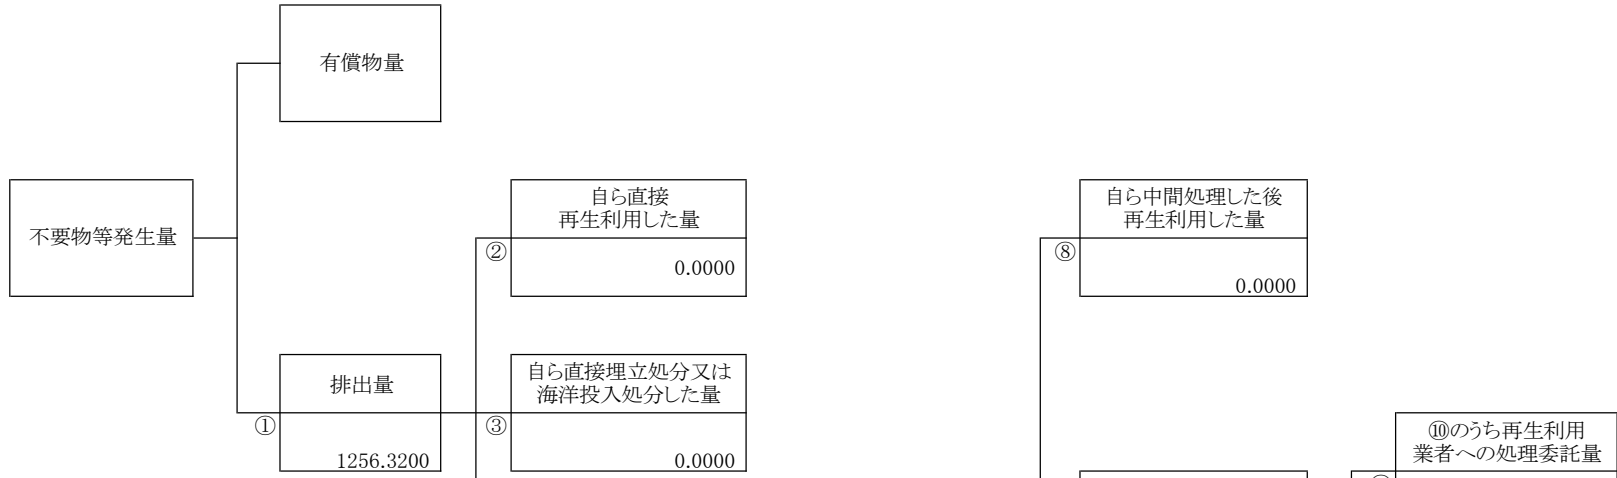 有償物量
不要物等発生量
自ら直接
再生利用した量
②
0.0000
自ら中間処理した後
再生利用した量
⑧
0.0000
排出量
①
1256.3200
自ら直接埋立処分又は
海洋投入処分した量
③
0.0000
⑩のうち再生利用
業者への処理委託量